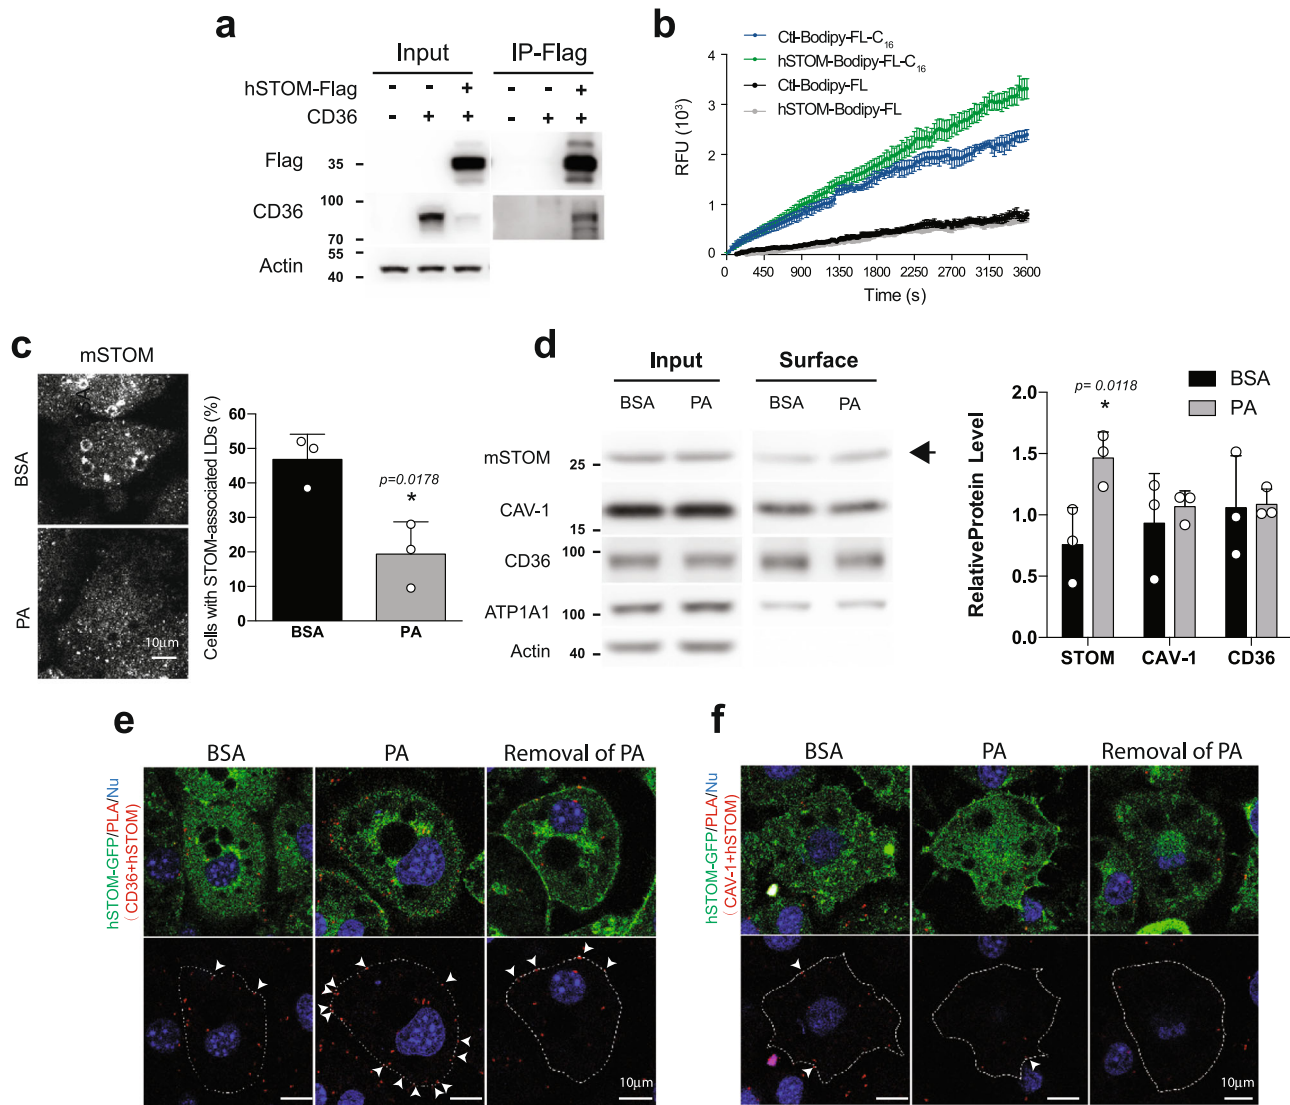 a
Input
IP-Flag
hSTOM-Flag - - + - - +
CD36 - + + - + +
Flag
35
CD36
100
70
Actin
55
40
b
Ctl-Bodipy-FL-C16
hSTOM-Bodipy-FL-C16
Ctl-Bodipy-FL
hSTOM-Bodipy-FL
RFU (10³)
4
3
2
1
0
450 900 1350 1800 2250 2700 3150 3600
Time (s)
c
mSTOM
BSA
PA
10μm
Cells with STOM-associated LDs (%)
60
50
40
30
20
10
0
p=0.0178
*
BSA PA
d
Input Surface
BSA PA BSA PA
mSTOM
25
CAV-1
15
CD36
100
ATP1A1
100
Actin
40
RelativeProtein Level
2.0
1.5
1.0
0.5
0.0
p= 0.0118
*
BSA
PA
STOM CAV-1 CD36
e
BSA PA Removal of PA
hSTOM-GFP/PLA/Nu
(CD36+hSTOM)
10μm
f
BSA PA Removal of PA
hSTOM-GFP/PLA/Nu
(CAV-1+hSTOM)
10μm